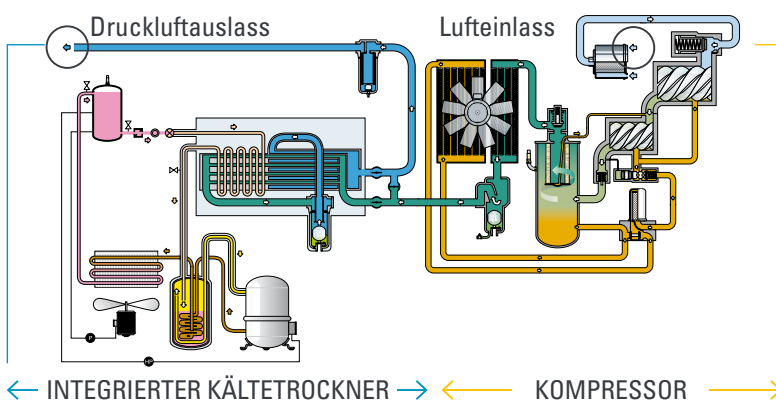 Druckluftauslass
Lufteinlass
INTEGRIERTER KÄLTETROCKNER
KOMPRESSOR